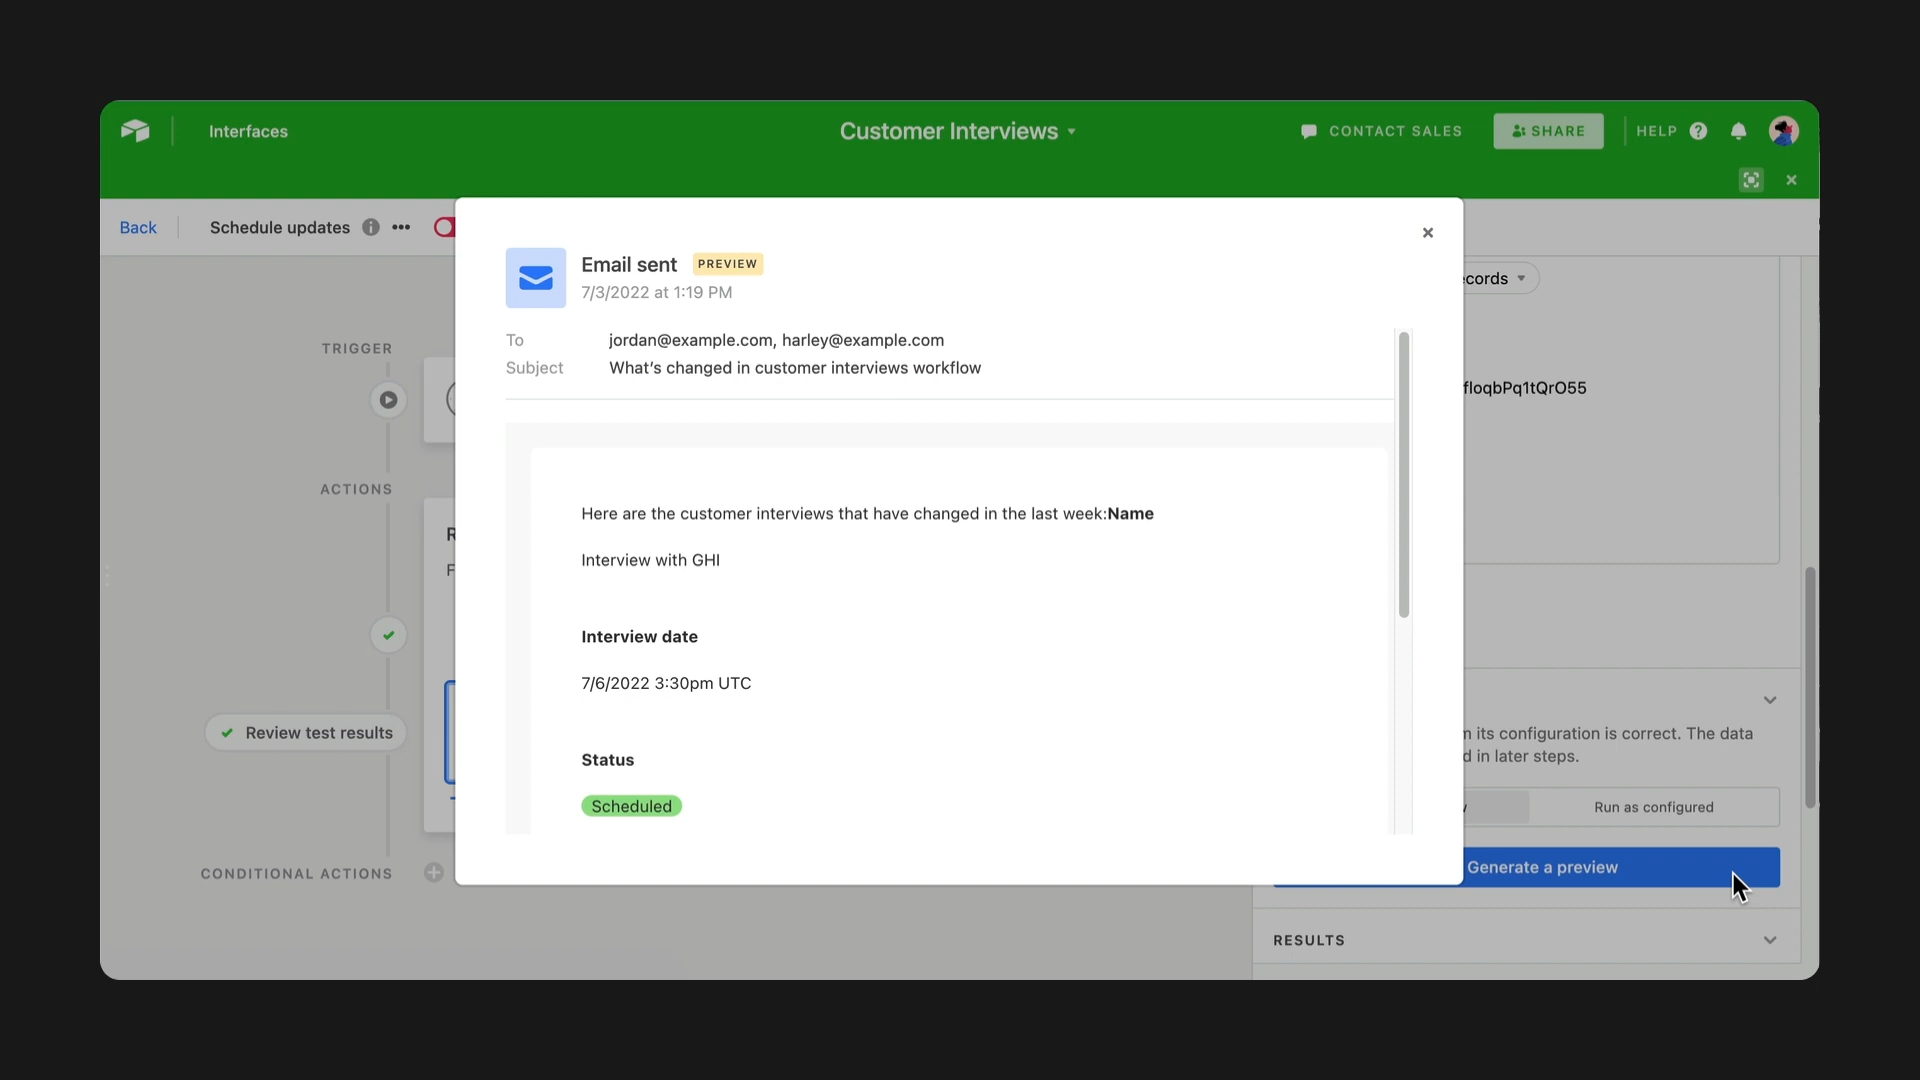 Interfaces
Customer Interviews
CONTACT SALES
SHARE
HELP
Back
Schedule updates
Email sent
PREVIEW
7/3/2022 at 1:19 PM
To
jordan@example.com, harley@example.com
Subject
What’s changed in customer interviews workflow
Here are the customer interviews that have changed in the last week:Name
Interview with GHI
Interview date
7/6/2022 3:30pm UTC
Status
Scheduled
TRIGGER
ACTIONS
Review test results
CONDITIONAL ACTIONS
ecords
fIoqbPq1tQrO55
its configuration is correct. The data
in later steps.
Run as configured
Generate a preview
RESULTS